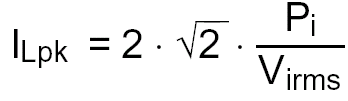 I_Lpk = 2 · √2 · P_i / V_irms